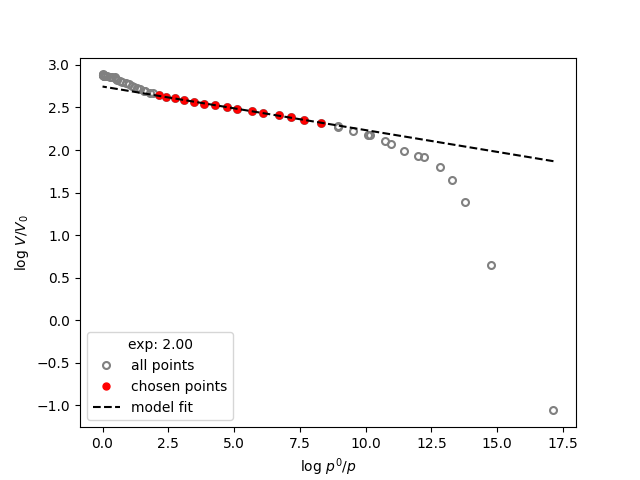 3.0
2.5
2.0
1.5
1.0
0.5
0.0
−0.5
−1.0
log V/V₀
exp: 2.00
all points
chosen points
model fit
0.0 2.5 5.0 7.5 10.0 12.5 15.0 17.5
log p⁰/p